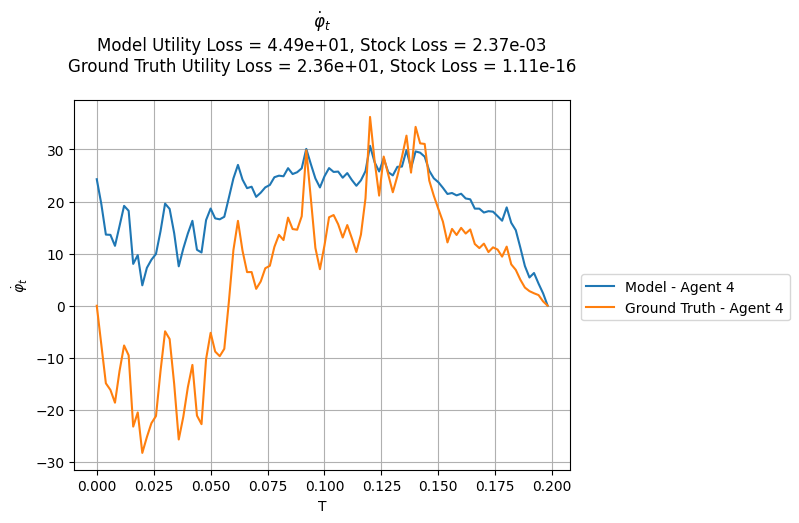 φ̇ₜ
Model Utility Loss = 4.49e+01, Stock Loss = 2.37e-03
Ground Truth Utility Loss = 2.36e+01, Stock Loss = 1.11e-16
φ̇ₜ
30
20
10
0
−10
−20
−30
0.000
0.025
0.050
0.075
0.100
0.125
0.150
0.175
0.200
T
Model - Agent 4
Ground Truth - Agent 4